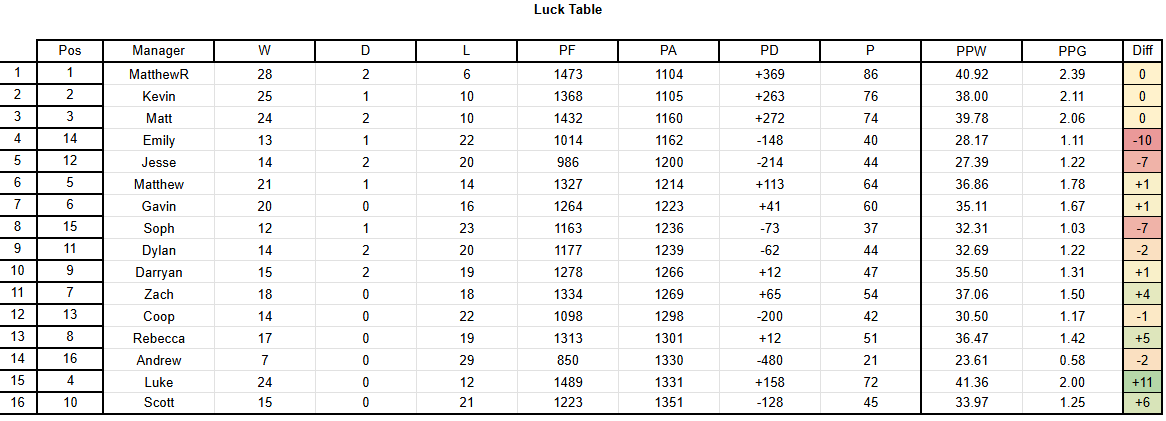 Luck Table
Pos Manager W D L PF PA PD P PPW PPG Diff
1 1 MatthewR 28 2 6 1473 1104 +369 86 40.92 2.39 0
2 2 Kevin 25 1 10 1368 1105 +263 76 38.00 2.11 0
3 3 Matt 24 2 10 1432 1160 +272 74 39.78 2.06 0
4 14 Emily 13 1 22 1014 1162 -148 40 28.17 1.11 -10
5 12 Jesse 14 2 20 986 1200 -214 44 27.39 1.22 -7
6 5 Matthew 21 1 14 1327 1214 +113 64 36.86 1.78 +1
7 6 Gavin 20 0 16 1264 1223 +41 60 35.11 1.67 +1
8 15 Soph 12 1 23 1163 1236 -73 37 32.31 1.03 -7
9 11 Dylan 14 2 20 1177 1239 -62 44 32.69 1.22 -2
10 9 Darryan 15 2 19 1278 1266 +12 47 35.50 1.31 +1
11 7 Zach 18 0 18 1334 1269 +65 54 37.06 1.50 +4
12 13 Coop 14 0 22 1098 1298 -200 42 30.50 1.17 -1
13 8 Rebecca 17 0 19 1313 1301 +12 51 36.47 1.42 +5
14 16 Andrew 7 0 29 850 1330 -480 21 23.61 0.58 -2
15 4 Luke 24 0 12 1489 1331 +158 72 41.36 2.00 +11
16 10 Scott 15 0 21 1223 1351 -128 45 33.97 1.25 +6